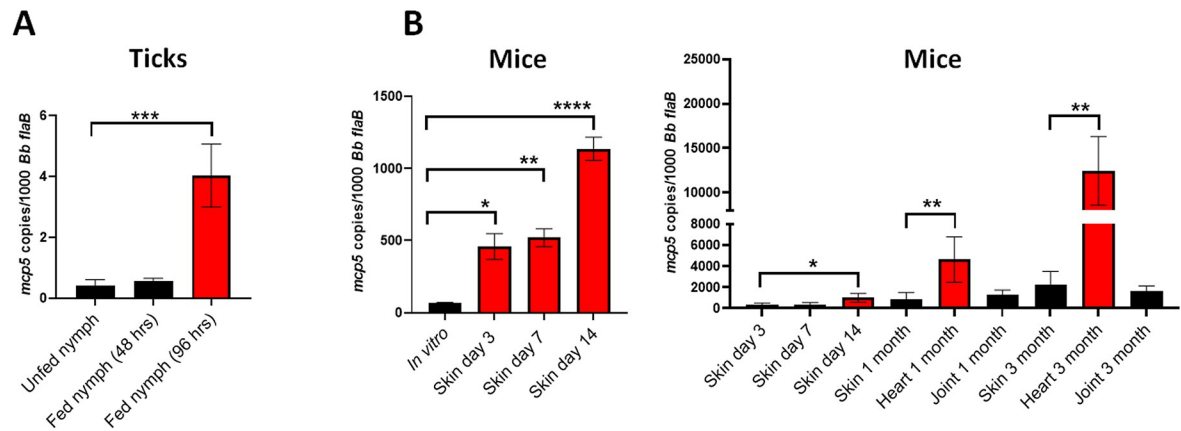 A
Ticks
mcp5 copies/1000 Bb flaB
6
4
2
0
***
Unfed nymph
Fed nymph (48 hrs)
Fed nymph (96 hrs)
B
Mice
mcp5 copies/1000 Bb flaB
1500
1000
500
0
****
**
*
In vitro
Skin day 3
Skin day 7
Skin day 14
Mice
mcp5 copies/1000 Bb flaB
25000
20000
15000
10000
8000
6000
4000
2000
0
*
**
**
Skin day 3
Skin day 7
Skin day 14
Skin 1 month
Heart 1 month
Joint 1 month
Skin 3 month
Heart 3 month
Joint 3 month